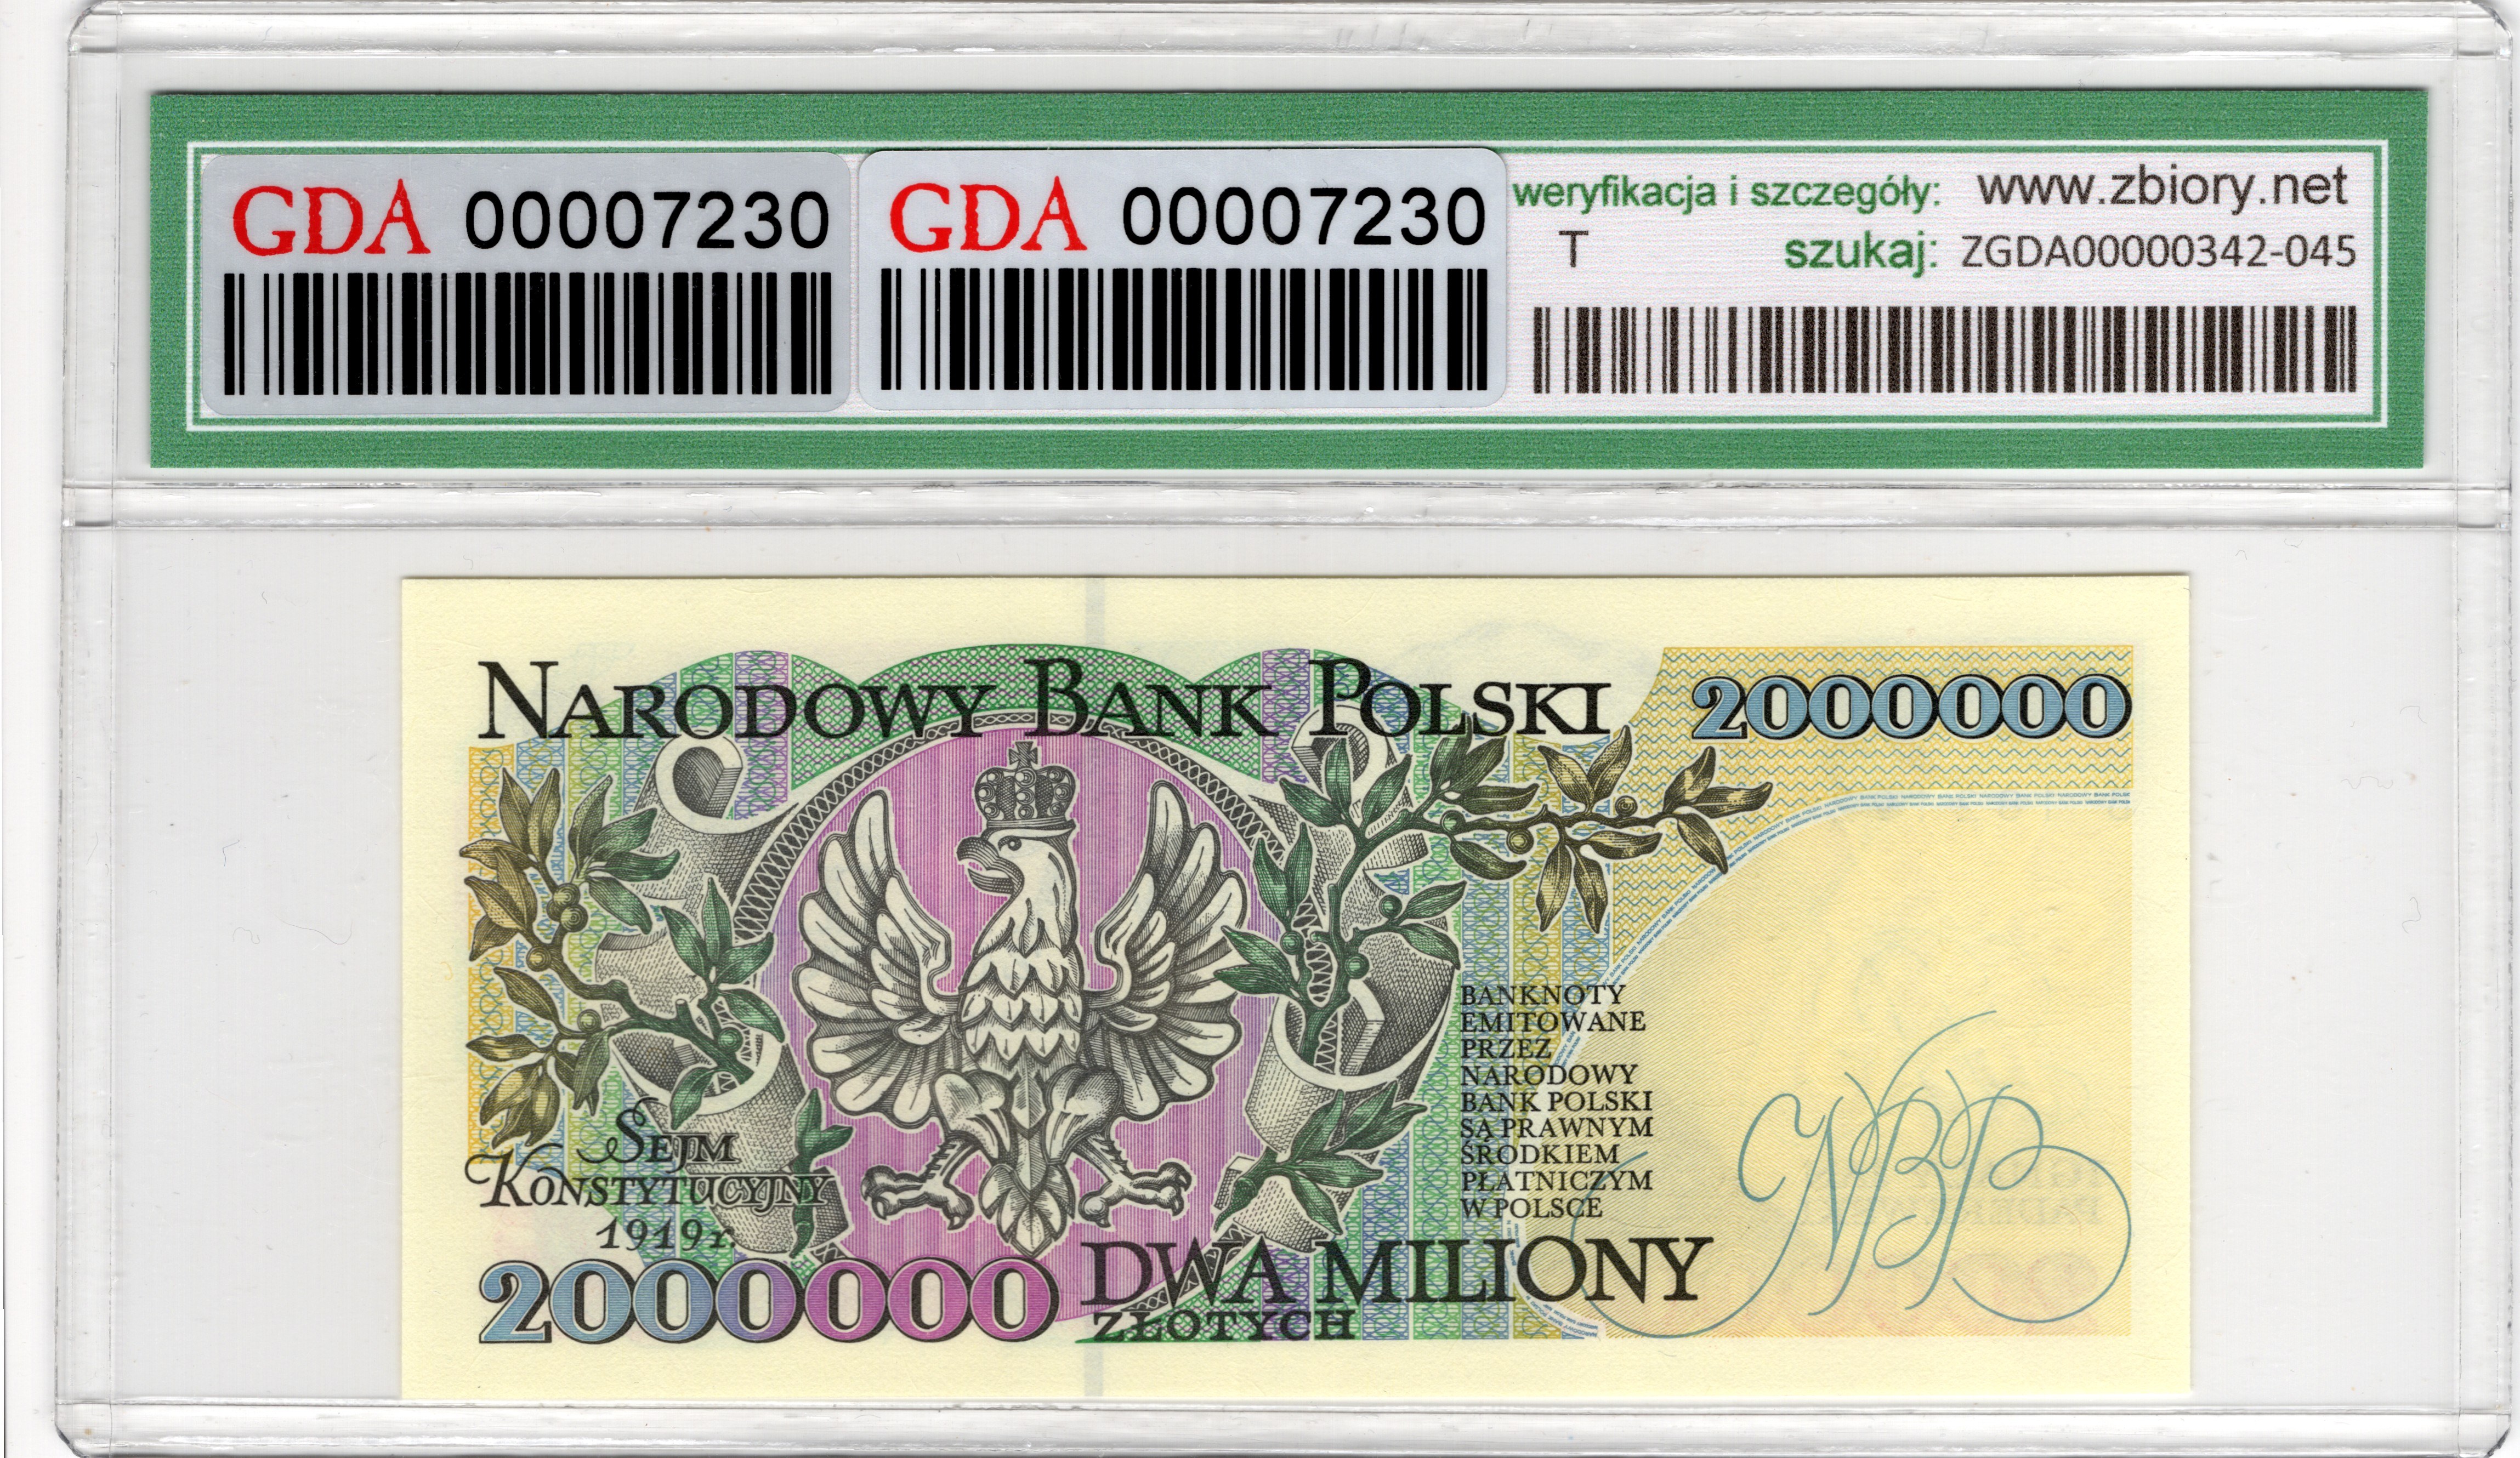 GDA 00007230
GDA 00007230
weryfikacja i szczegóły: www.zbiory.net
T szukaj: ZGDA00000342-045
NARODOWY BANK POLSKI 2000000
BANKNOTY
EMITOWANE
PRZEZ
NARODOWY
BANK POLSKI
SĄ PRAWNYM
ŚRODKIEM
PŁATNICZYM
W POLSCE
SEJM
KONSTYTUCYJNY
1919 r.
NBP
2000000 DWA MILIONY
ZŁOTYCH